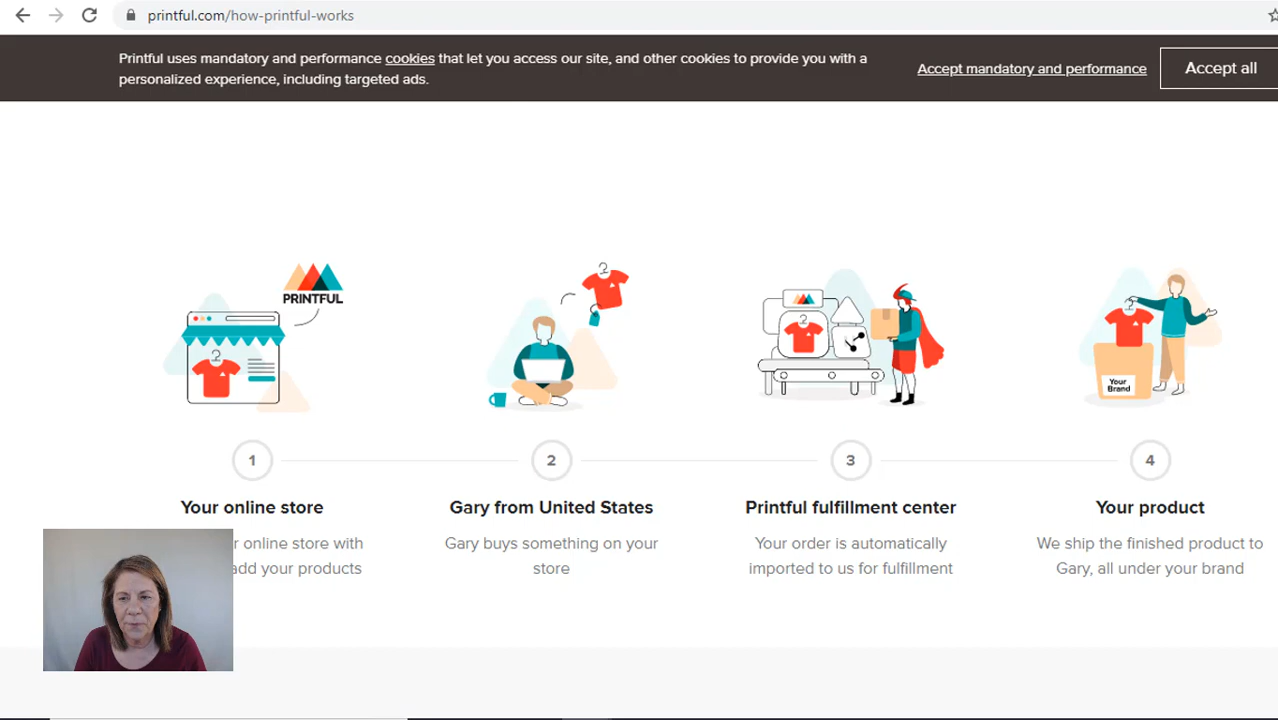 printful.com/how-printful-works
Printful uses mandatory and performance cookies that let you access our site, and other cookies to provide you with a
personalized experience, including targeted ads.
Accept mandatory and performance
Accept all
PRINTFUL
Your
Brand
1
2
3
4
Your online store
Gary from United States
Printful fulfillment center
Your product
online store with
add your products
Gary buys something on your
store
Your order is automatically
imported to us for fulfillment
We ship the finished product to
Gary, all under your brand